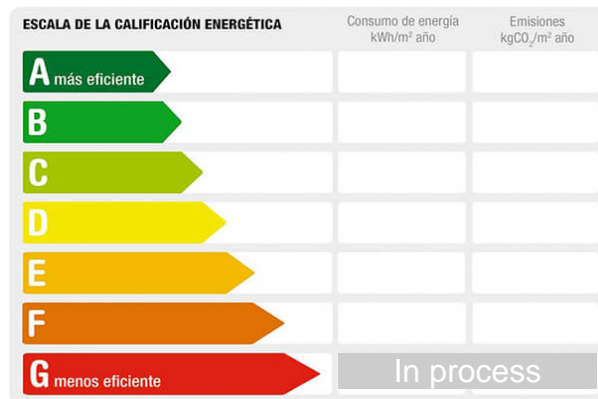 ESCALA DE LA CALIFICACIÓN ENERGÉTICA
Consumo de energía
kWh/m² año
Emisiones
kgCO₂/m² año
A más eficiente
B
C
D
E
F
G menos eficiente
In process